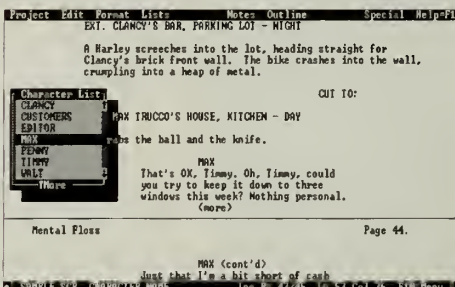 Project Edit Format Lists Notes Outline Special Help=F1
EXT. CLANCY'S BAR, PARKING LOT - NIGHT
A Harley screeches into the lot, heading straight for
Clancy's brick front wall. The bike crashes into the wall,
crumpling into a heap of metal.
CUT TO:
Character List
CLANCY
CUSTOMERS
EDITOR
MAX
PENNY
TIMMY
WALT
More
MAX TRUCCO'S HOUSE, KITCHEN - DAY
the ball and the knife.
MAX
That's OK, Timmy. Oh, Timmy, could
you try to keep it down to three
windows this week? Nothing personal.
(more)
Mental Floss Page 44.
MAX (cont'd)
Just that I'm a bit short of cash